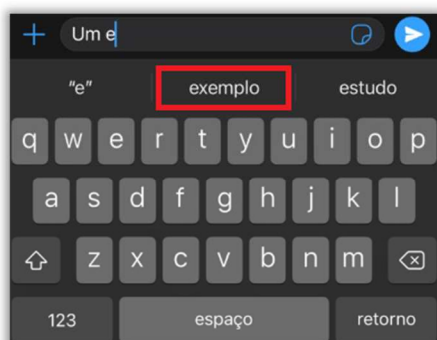 Um e
“e” exemplo estudo
q w e r t y u i o p
a s d f g h j k l
z x c v b n m
123 espaço retorno